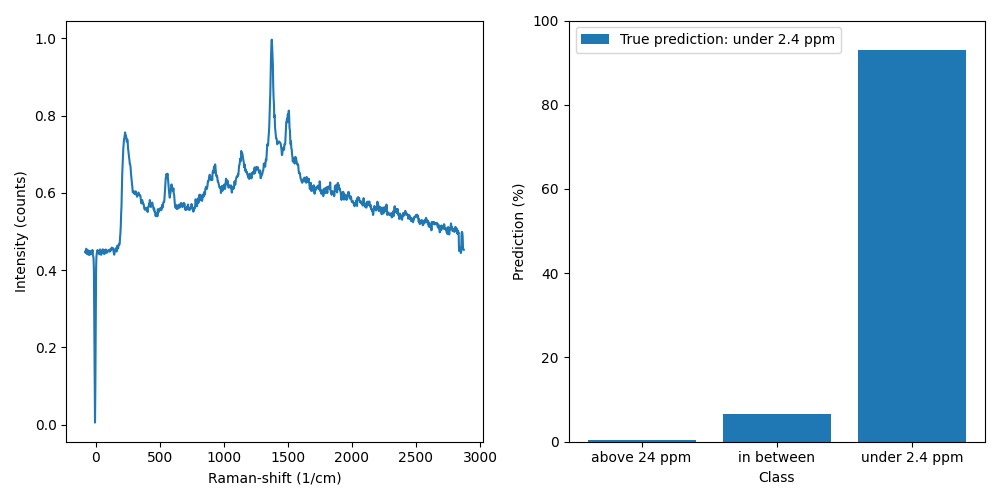 1.0
0.8
0.6
0.4
0.2
0.0
Intensity (counts)
0 500 1000 1500 2000 2500 3000
Raman-shift (1/cm)
100
80
60
40
20
0
Prediction (%)
True prediction: under 2.4 ppm
above 24 ppm in between under 2.4 ppm
Class